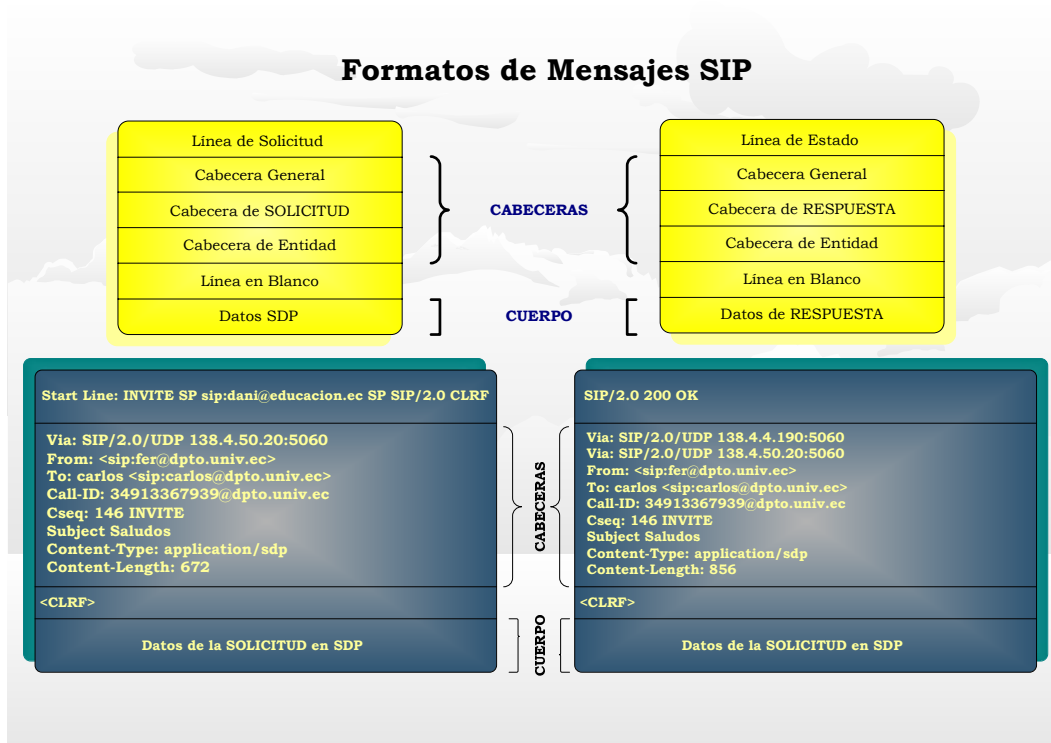 Formatos de Mensajes SIP
Línea de Solicitud
Cabecera General
Cabecera de SOLICITUD
Cabecera de Entidad
Línea en Blanco
Datos SDP
CABECERAS
CUERPO
Línea de Estado
Cabecera General
Cabecera de RESPUESTA
Cabecera de Entidad
Línea en Blanco
Datos de RESPUESTA
Start Line: INVITE SP sip:dani@educacion.ec SP SIP/2.0 CLRF
Via: SIP/2.0/UDP 138.4.50.20:5060
From: <sip:fer@dpto.univ.ec>
To: carlos <sip:carlos@dpto.univ.ec>
Call-ID: 34913367939@dpto.univ.ec
Cseq: 146 INVITE
Subject Saludos
Content-Type: application/sdp
Content-Length: 672
<CLRF>
Datos de la SOLICITUD en SDP
CABECERAS
CUERPO
SIP/2.0 200 OK
Via: SIP/2.0/UDP 138.4.4.190:5060
Via: SIP/2.0/UDP 138.4.50.20:5060
From: <sip:fer@dpto.univ.ec>
To: carlos <sip:carlos@dpto.univ.ec>
Call-ID: 34913367939@dpto.univ.ec
Cseq: 146 INVITE
Subject Saludos
Content-Type: application/sdp
Content-Length: 856
<CLRF>
Datos de la SOLICITUD en SDP